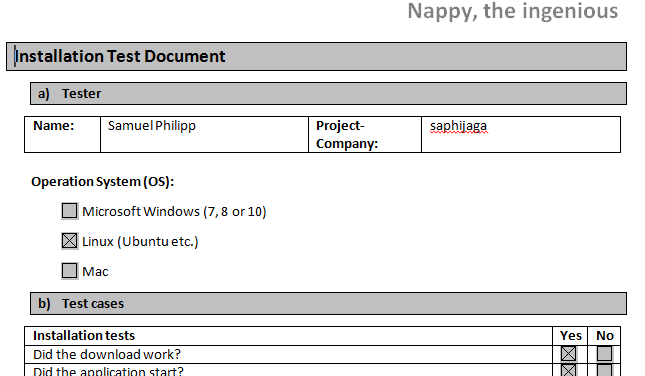 Nappy, the ingenious
Installation Test Document
a) Tester
Name: Samuel Philipp Project- saphijaga
Company:
Operation System (OS):
Microsoft Windows (7, 8 or 10)
Linux (Ubuntu etc.)
Mac
b) Test cases
Installation tests Yes No
Did the download work?
Did the application start?